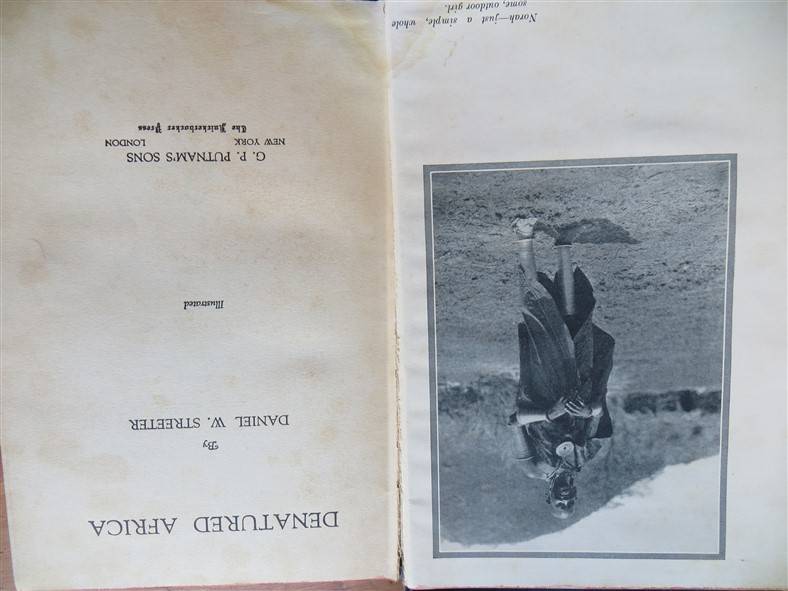 Norah—just a simple, whole
some, outdoor girl.
DENATURED AFRICA
By
DANIEL W. STREETER
Illustrated
G. P. PUTNAM'S SONS
NEW YORK LONDON
The Knickerbocker Press